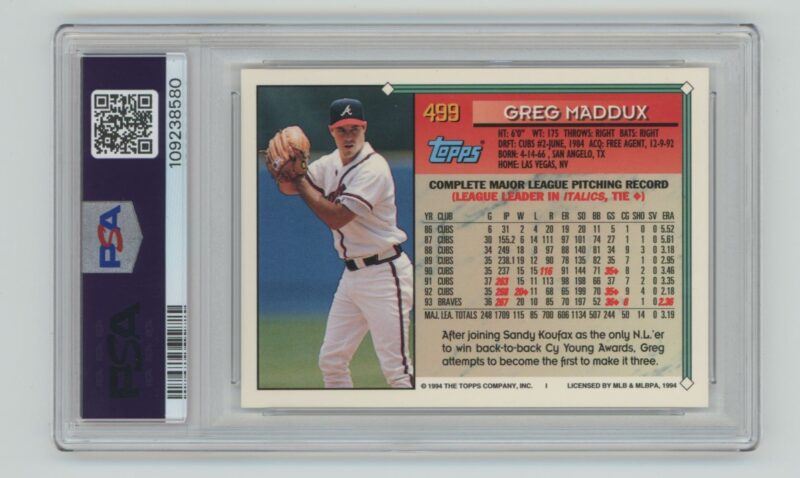 109238580
PSA
PSA
499 GREG MADDUX
Topps
HT: 6'0" WT: 175 THROWS: RIGHT BATS: RIGHT
DRFT: CUBS #2-JUNE, 1984 ACQ: FREE AGENT, 12-9-92
BORN: 4-14-66 , SAN ANGELO, TX
HOME: LAS VEGAS, NV
COMPLETE MAJOR LEAGUE PITCHING RECORD
(LEAGUE LEADER IN ITALICS, TIE ♦)
YR CLUB G IP W L R ER SO BB GS CG SHO SV ERA
86 CUBS 6 31 2 4 20 19 20 11 5 1 0 0 5.52
87 CUBS 30 155.2 6 14 111 97 101 74 27 1 1 0 5.61
88 CUBS 34 249 18 8 97 88 140 81 34 9 3 0 3.18
89 CUBS 35 238.1 19 12 90 78 135 82 35 7 1 0 2.95
90 CUBS 35 237 15 15 116 91 144 71 35♦ 8 2 0 3.46
91 CUBS 37 263 15 11 113 98 198 66 37 7 2 0 3.35
92 CUBS 35 268 20♦ 11 68 65 199 70 35♦ 9 4 0 2.18
93 BRAVES 36 267 20 10 85 70 197 52 36♦ 8 1 0 2.36
MAJ. LEA. TOTALS 248 1709 115 85 700 606 1134 507 244 50 14 0 3.19
After joining Sandy Koufax as the only N.L.'er
to win back-to-back Cy Young Awards, Greg
attempts to become the first to make it three.
© 1994 THE TOPPS COMPANY, INC. I LICENSED BY MLB & MLBPA, 1994